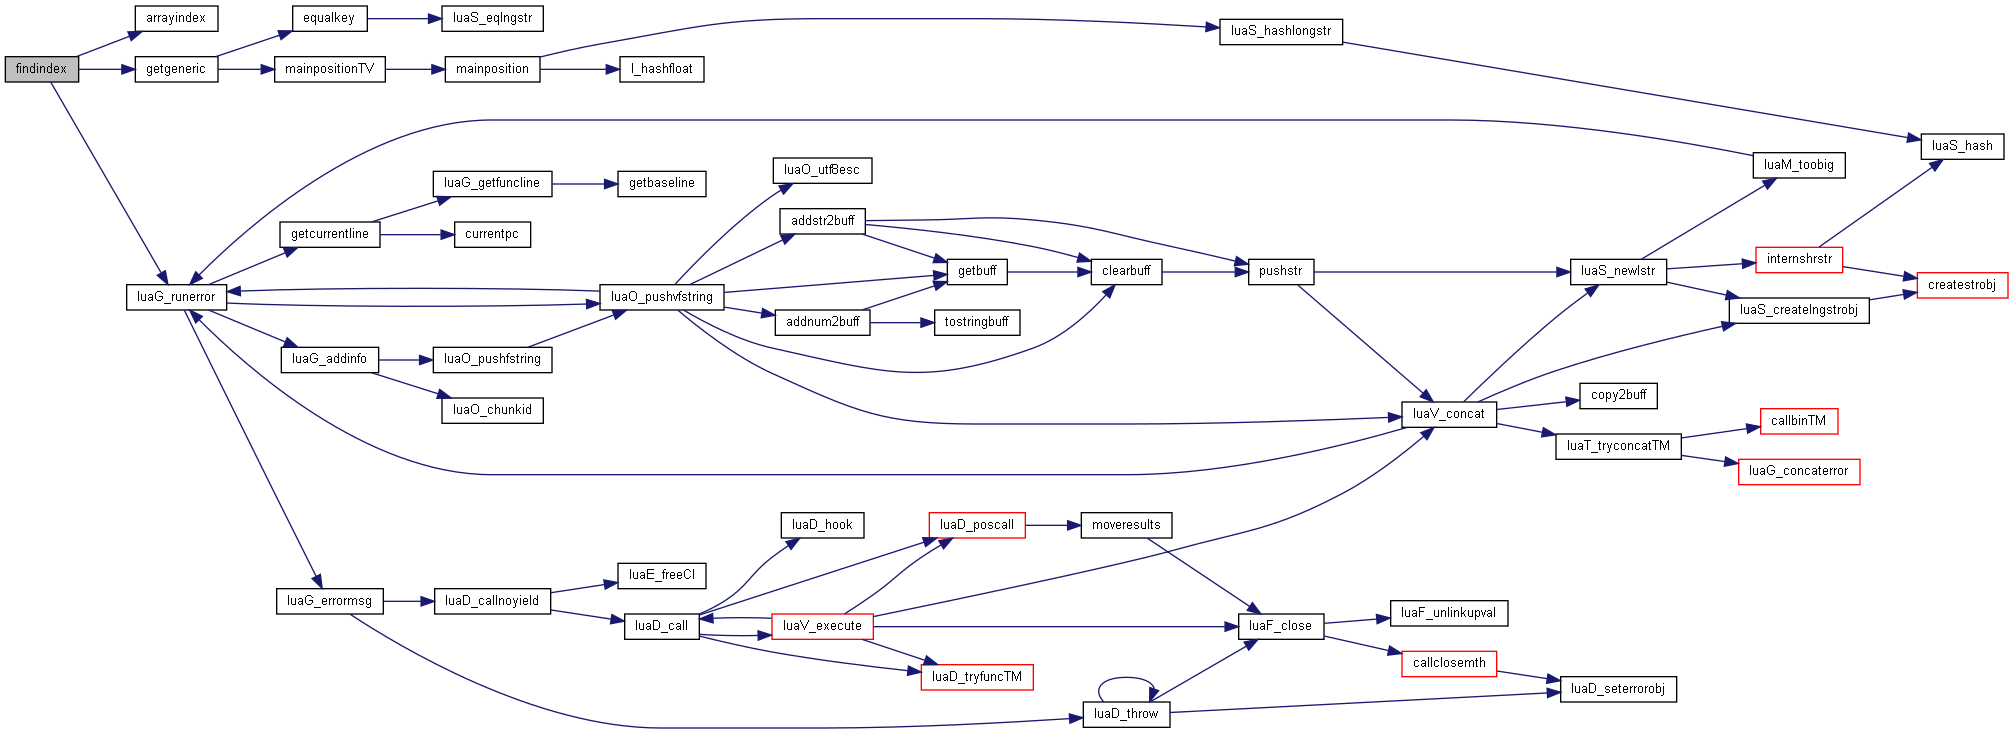 findindex
arrayindex
getgeneric
equalkey
luaS_eqlngstr
mainpositionTV
mainposition
l_hashfloat
luaS_hashlongstr
luaS_hash
luaG_runerror
getcurrentline
luaG_getfuncline
getbaseline
currentpc
luaG_addinfo
luaO_pushfstring
luaO_chunkid
luaO_pushvfstring
luaO_utf8esc
addstr2buff
getbuff
addnum2buff
tostringbuff
clearbuff
pushstr
luaS_newlstr
luaM_toobig
internshrstr
createstrobj
luaS_createlngstrobj
luaV_concat
copy2buff
luaT_tryconcatTM
callbinTM
luaG_concaterror
luaG_errormsg
luaD_callnoyield
luaE_freeCI
luaD_call
luaD_hook
luaV_execute
luaD_poscall
luaD_tryfuncTM
moveresults
luaF_close
luaF_unlinkupval
callclosemth
luaD_seterrorobj
luaD_throw